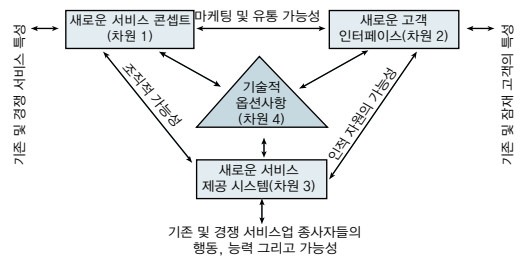 마케팅 및 유통 가능성
새로운 서비스 콘셉트
(차원 1)
새로운 고객
인터페이스(차원 2)
기존 및 경쟁 서비스 특성
기존 및 잠재 고객의 특성
조직적 가능성
기술적
옵션사항
(차원 4)
인적 자원의 가능성
새로운 서비스
제공 시스템(차원 3)
기존 및 경쟁 서비스업 종사자들의
행동, 능력 그리고 가능성